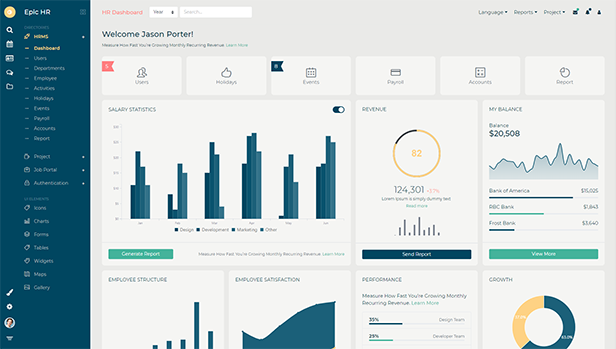 Epic HR
HR Dashboard
Year
Search...
Language
Reports
Project
DIRECTORIES
HRMS
Dashboard
Users
Departments
Employee
Activities
Holidays
Events
Payroll
Accounts
Report
Project
Job Portal
Authentication
UI ELEMENTS
Icons
Charts
Forms
Tables
Widgets
Maps
Gallery
Welcome Jason Porter!
Measure How Fast You're Growing Monthly Recurring Revenue. Learn More
5
Users
Holidays
8
Events
Payroll
Accounts
Report
SALARY STATISTICS
Design
Development
Marketing
Other
Generate Report
Measure How Fast You're Growing Monthly Recurring Revenue. Learn More
REVENUE
82
124,301
Lorem Ipsum is simply dummy text.
Read more
Send Report
MY BALANCE
Balance
$20,508
Bank of America $15,025
RBC Bank $1,843
Frost Bank $3,640
View More
EMPLOYEE STRUCTURE
EMPLOYEE SATISFACTION
PERFORMANCE
Measure How Fast You're Growing Monthly
Recurring Revenue. Learn More
35% Design Team
25% Developer Team
GROWTH
63.0%